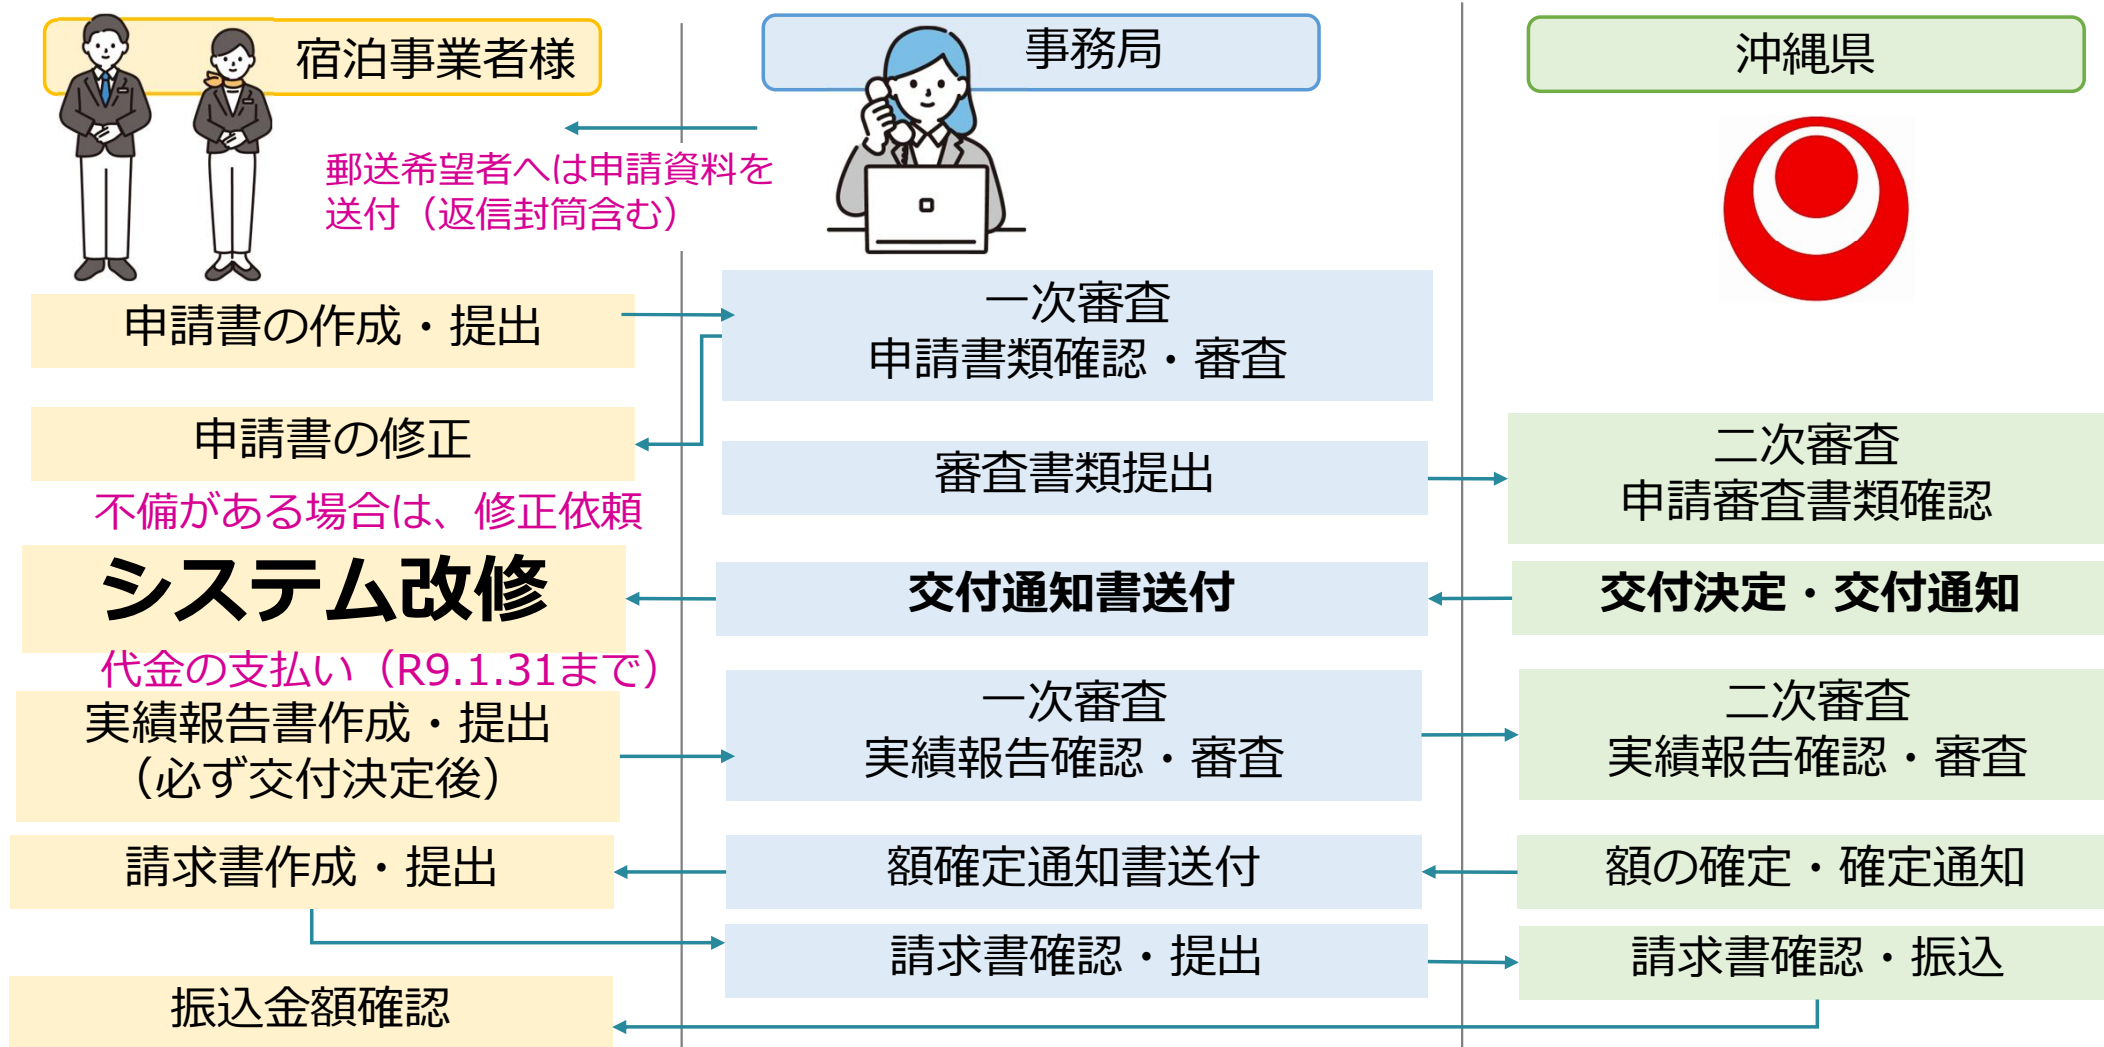 宿泊事業者様
事務局
沖縄県
郵送希望者へは申請資料を
送付（返信封筒含む）
申請書の作成・提出
一次審査
申請書類確認・審査
申請書の修正
不備がある場合は、修正依頼
審査書類提出
二次審査
申請審査書類確認
システム改修
交付通知書送付
交付決定・交付通知
代金の支払い（R9.1.31まで）
実績報告書作成・提出
（必ず交付決定後）
一次審査
実績報告確認・審査
二次審査
実績報告確認・審査
請求書作成・提出
額確定通知書送付
額の確定・確定通知
請求書確認・提出
請求書確認・振込
振込金額確認